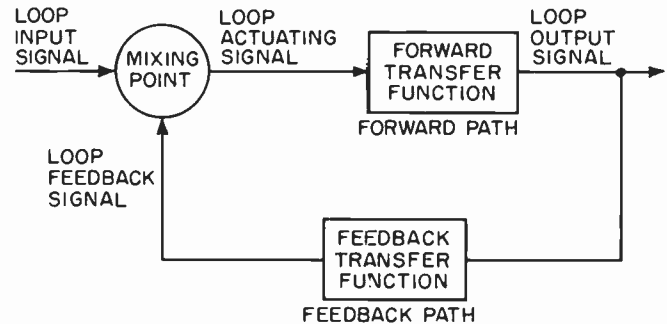 LOOP
INPUT
SIGNAL
MIXING
POINT
LOOP
ACTUATING
SIGNAL
FORWARD
TRANSFER
FUNCTION
FORWARD PATH
LOOP
OUTPUT
SIGNAL
LOOP
FEEDBACK
SIGNAL
FEEDBACK
TRANSFER
FUNCTION
FEEDBACK PATH